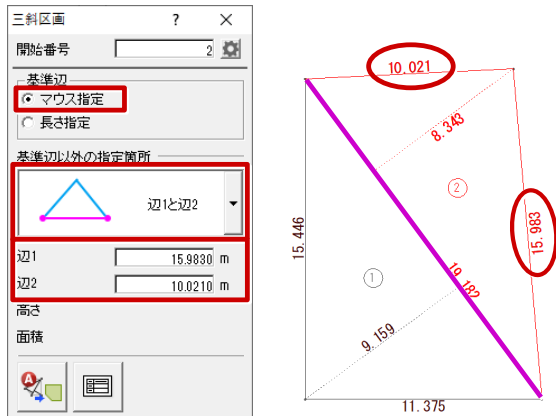 三斜区画 ? ×
開始番号 2
基準辺
マウス指定
長さ指定
基準辺以外の指定箇所
辺1と辺2
辺1 15.9830 m
辺2 10.0210 m
高さ
面積
A
10.021
8.343
2
15.446
15.983
19.182
1
9.159
11.375